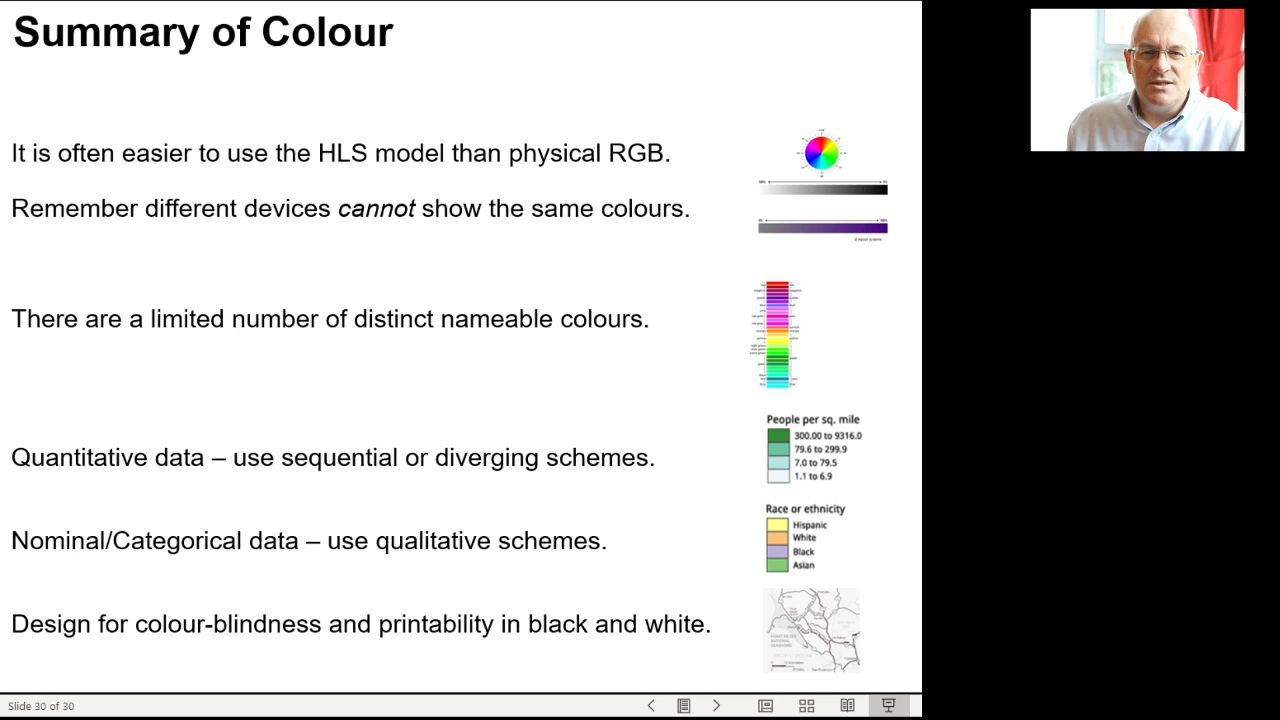 Summary of Colour
It is often easier to use the HLS model than physical RGB.
Remember different devices cannot show the same colours.
There are a limited number of distinct nameable colours.
People per sq. mile
300.00 to 9316.0
79.6 to 299.9
7.0 to 79.5
1.1 to 6.9
Quantitative data – use sequential or diverging schemes.
Race or ethnicity
Hispanic
White
Black
Asian
Nominal/Categorical data – use qualitative schemes.
Design for colour-blindness and printability in black and white.
Slide 30 of 30